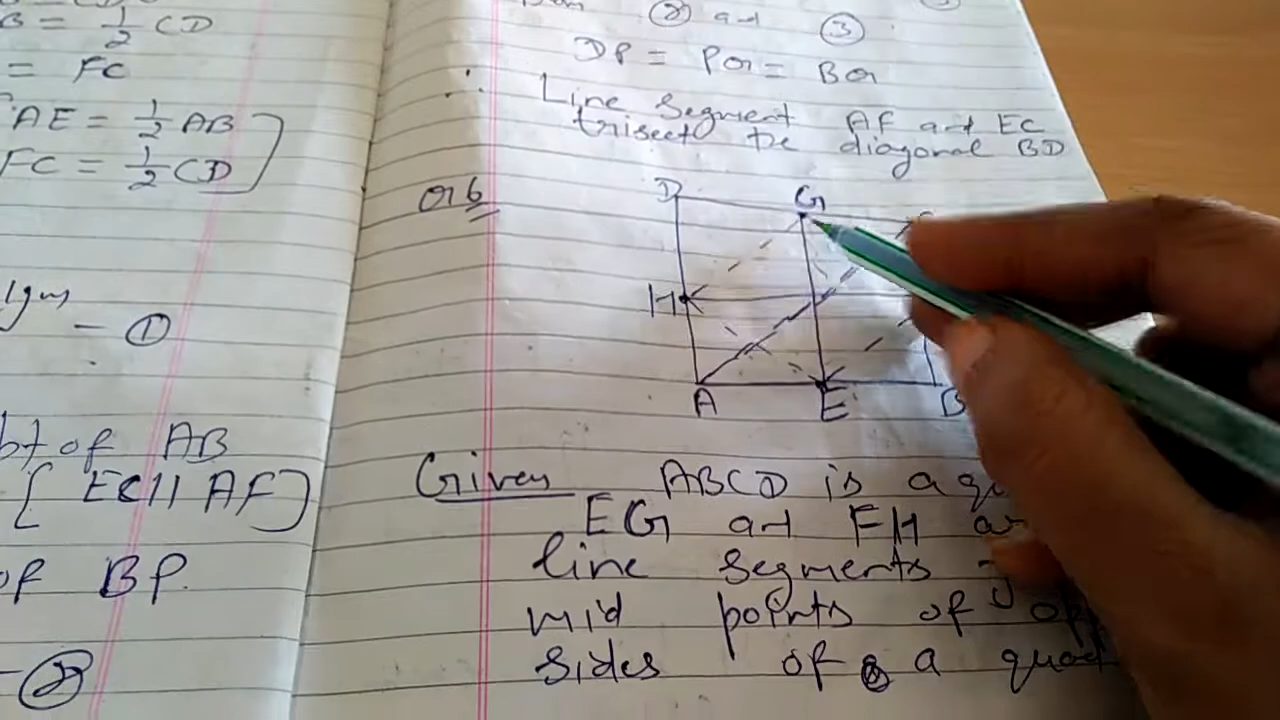 = 1/2 CD
= FC
AE = 1/2 AB
FC = 1/2 CD
- ①
of AB
[EC || AF]
of BP.
- ②
② and ③
DP = PQ = BQ
∴ Line Segment AF and EC
trisect the diagonal BD
Q6
D G
H
A E B
Given ABCD is a
EG and FH
line segments
mid points of
sides of a